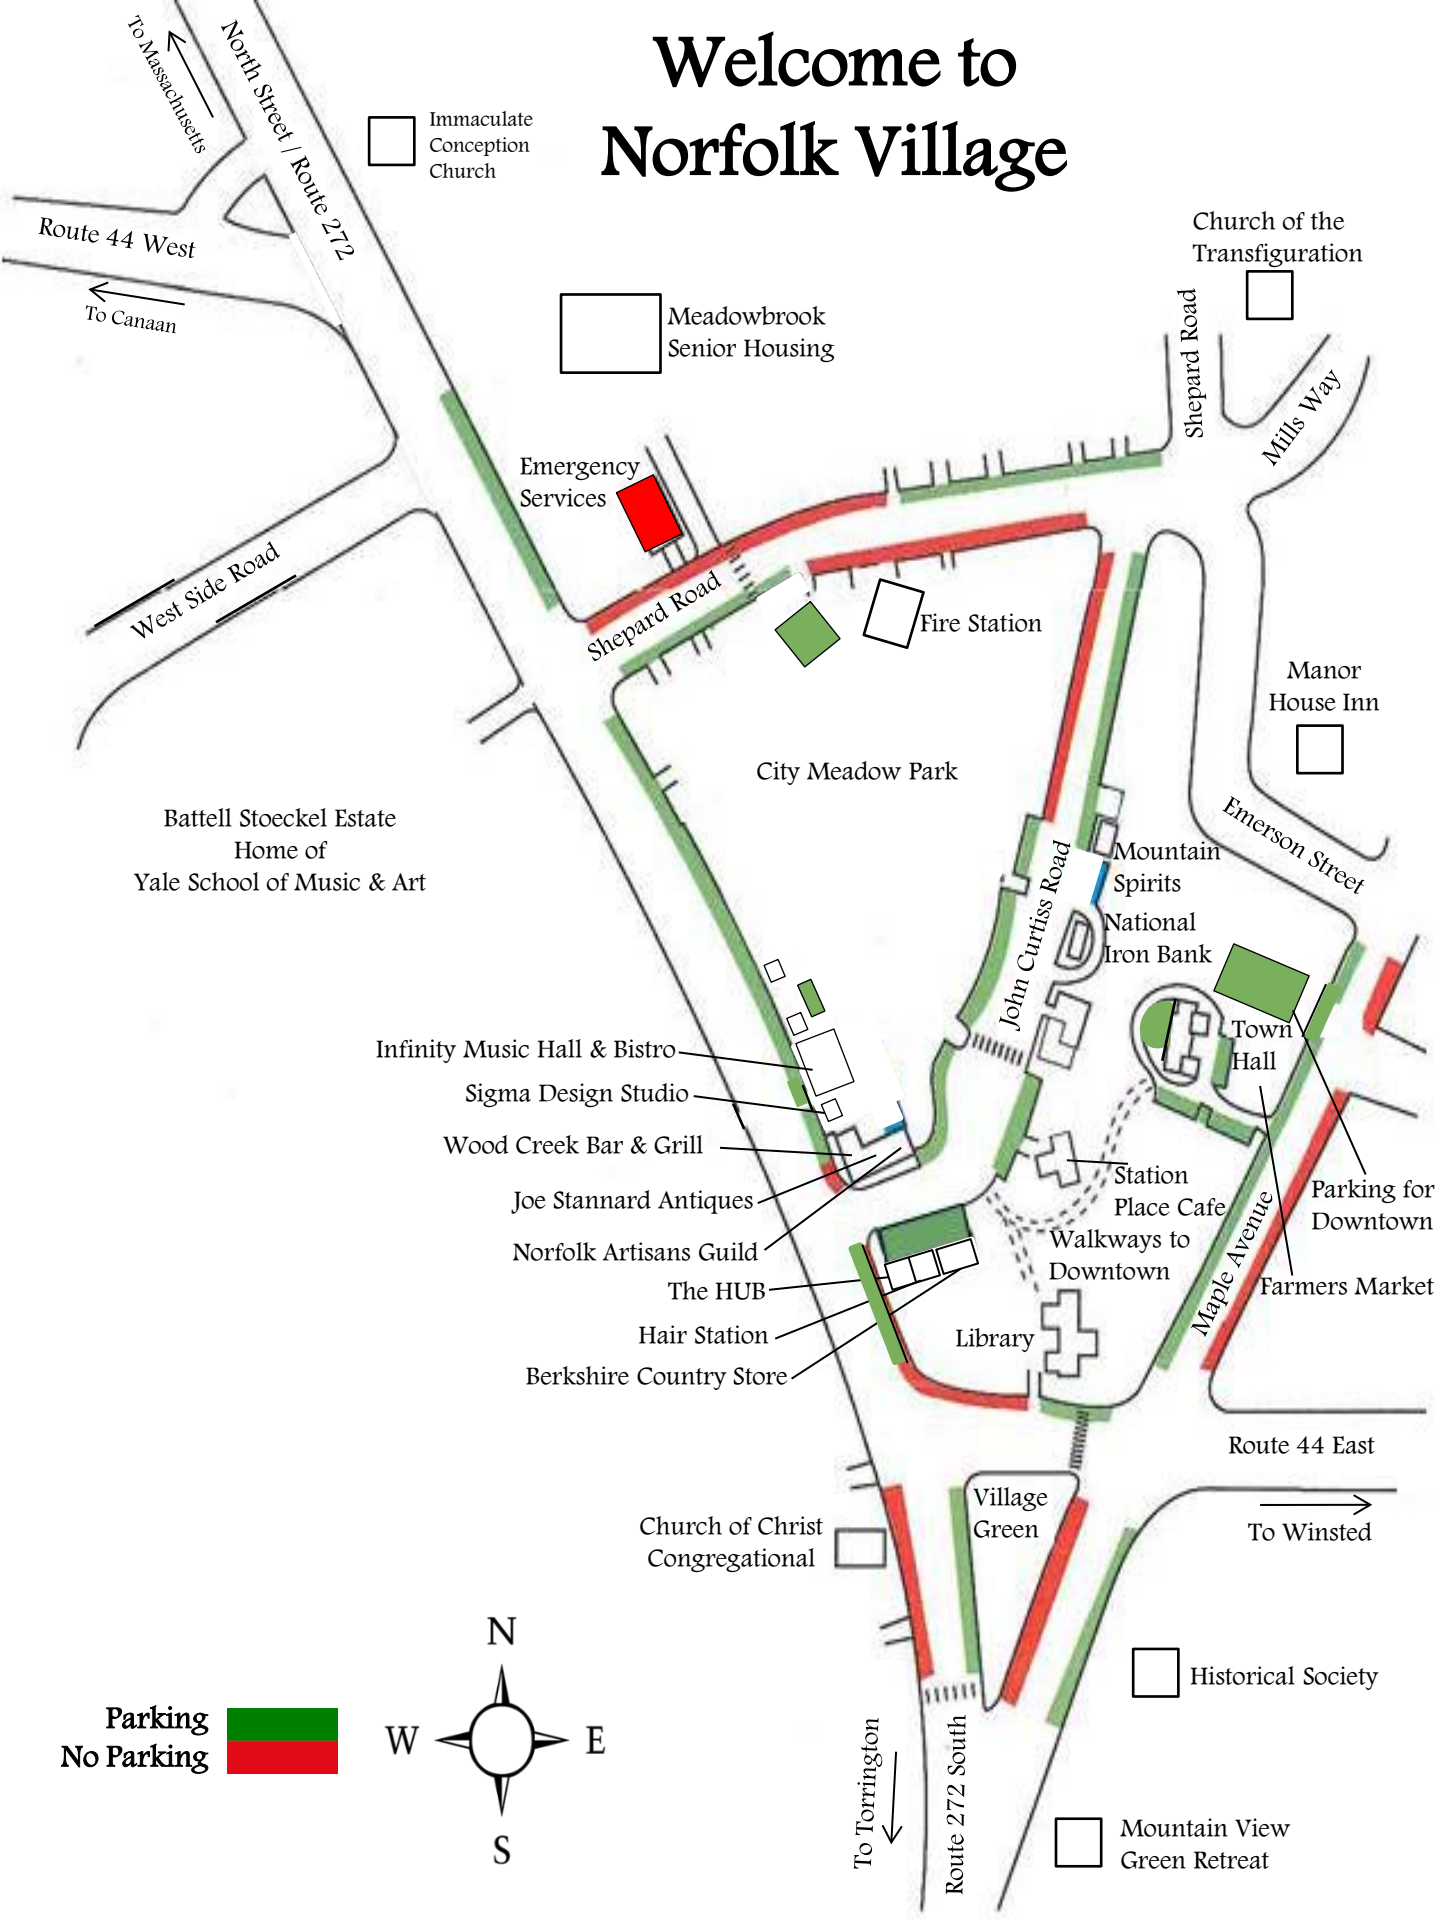 Welcome to
Norfolk Village
To Massachusetts
North Street / Route 272
Immaculate
Conception
Church
Route 44 West
To Canaan
Church of the
Transfiguration
Meadowbrook
Senior Housing
Shepard Road
Mills Way
Emergency
Services
West Side Road
Shepard Road
Fire Station
Manor
House Inn
City Meadow Park
Battell Stoeckel Estate
Home of
Yale School of Music & Art
Emerson Street
John Curtiss Road
Mountain
Spirits
National
Iron Bank
Town
Hall
Infinity Music Hall & Bistro
Sigma Design Studio
Wood Creek Bar & Grill
Joe Stannard Antiques
Norfolk Artisans Guild
The HUB
Hair Station
Berkshire Country Store
Station
Place Cafe
Walkways to
Downtown
Parking for
Downtown
Farmers Market
Maple Avenue
Library
Route 44 East
To Winsted
Village
Green
Church of Christ
Congregational
Historical Society
Parking
No Parking
N
W
E
S
To Torrington
Route 272 South
Mountain View
Green Retreat